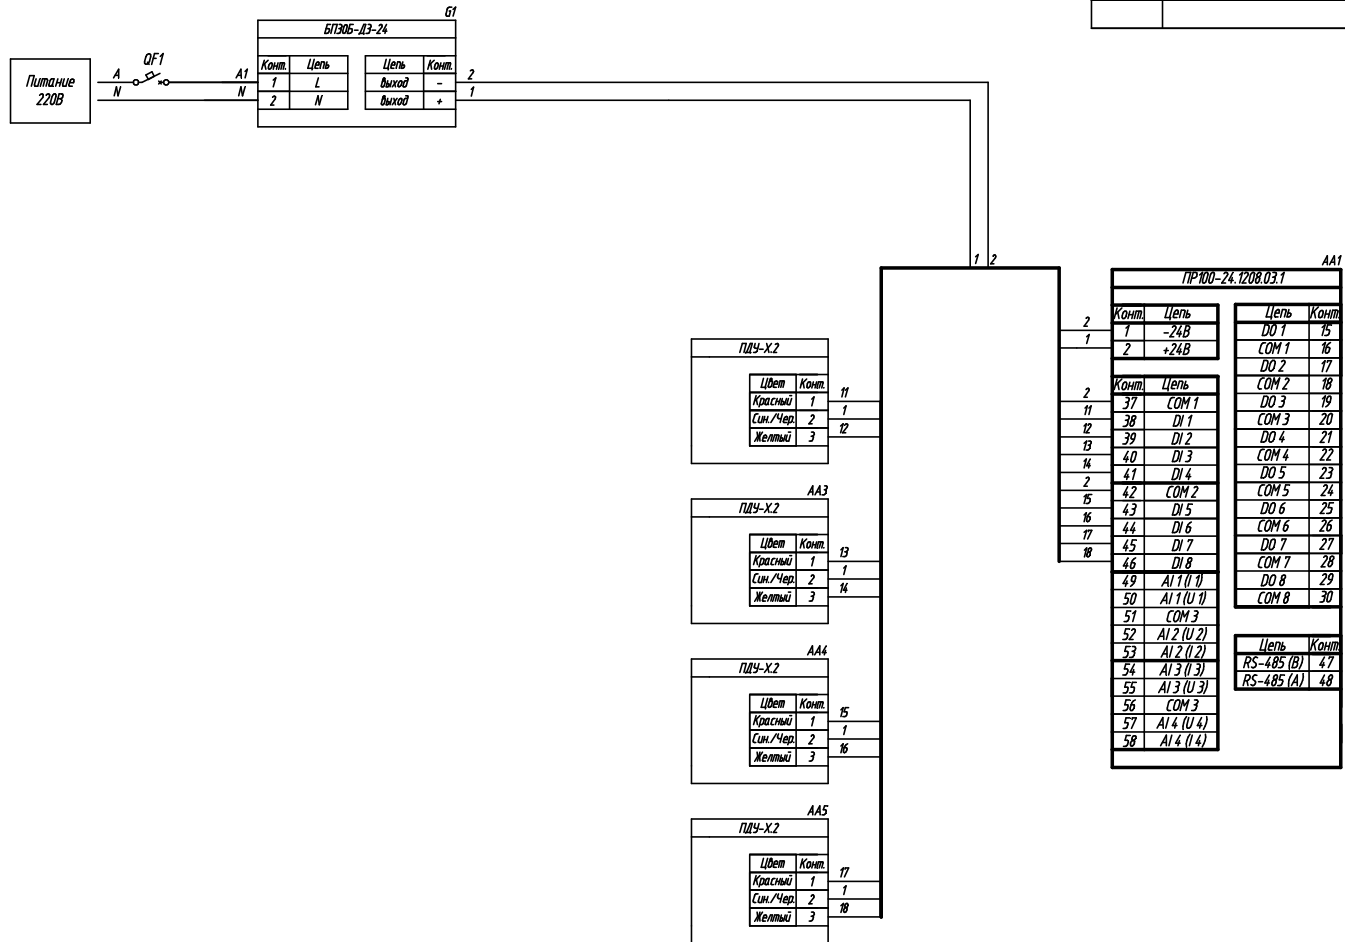 G1
БП30Б-Д3-24
Питание
220В
A
N
QF1
A1
N
Конт. Цепь
1 L
2 N
Цепь Конт.
Выход -
Выход +
2
1
1 2
AA1
ПР100-24.1208.03.1
2
1
Конт. Цепь
1 -24В
2 +24В
2
11
12
13
14
2
15
16
17
18
Конт. Цепь
37 COM 1
38 DI 1
39 DI 2
40 DI 3
41 DI 4
42 COM 2
43 DI 5
44 DI 6
45 DI 7
46 DI 8
49 AI 1 (I 1)
50 AI 1 (U 1)
51 COM 3
52 AI 2 (U 2)
53 AI 2 (I 2)
54 AI 3 (I 3)
55 AI 3 (U 3)
56 COM 3
57 AI 4 (U 4)
58 AI 4 (I 4)
Цепь Конт.
DO 1 15
COM 1 16
DO 2 17
COM 2 18
DO 3 19
COM 3 20
DO 4 21
COM 4 22
DO 5 23
COM 5 24
DO 6 25
COM 6 26
DO 7 27
COM 7 28
DO 8 29
COM 8 30
Цепь Конт.
RS-485 (B) 47
RS-485 (A) 48
ПДУ-Х.2
Цвет Конт.
Красный 1 11
Син./Чер. 2 1
Желтый 3 12
AA3
ПДУ-Х.2
Цвет Конт.
Красный 1 13
Син./Чер. 2 1
Желтый 3 14
AA4
ПДУ-Х.2
Цвет Конт.
Красный 1 15
Син./Чер. 2 1
Желтый 3 16
AA5
ПДУ-Х.2
Цвет Конт.
Красный 1 17
Син./Чер. 2 1
Желтый 3 18